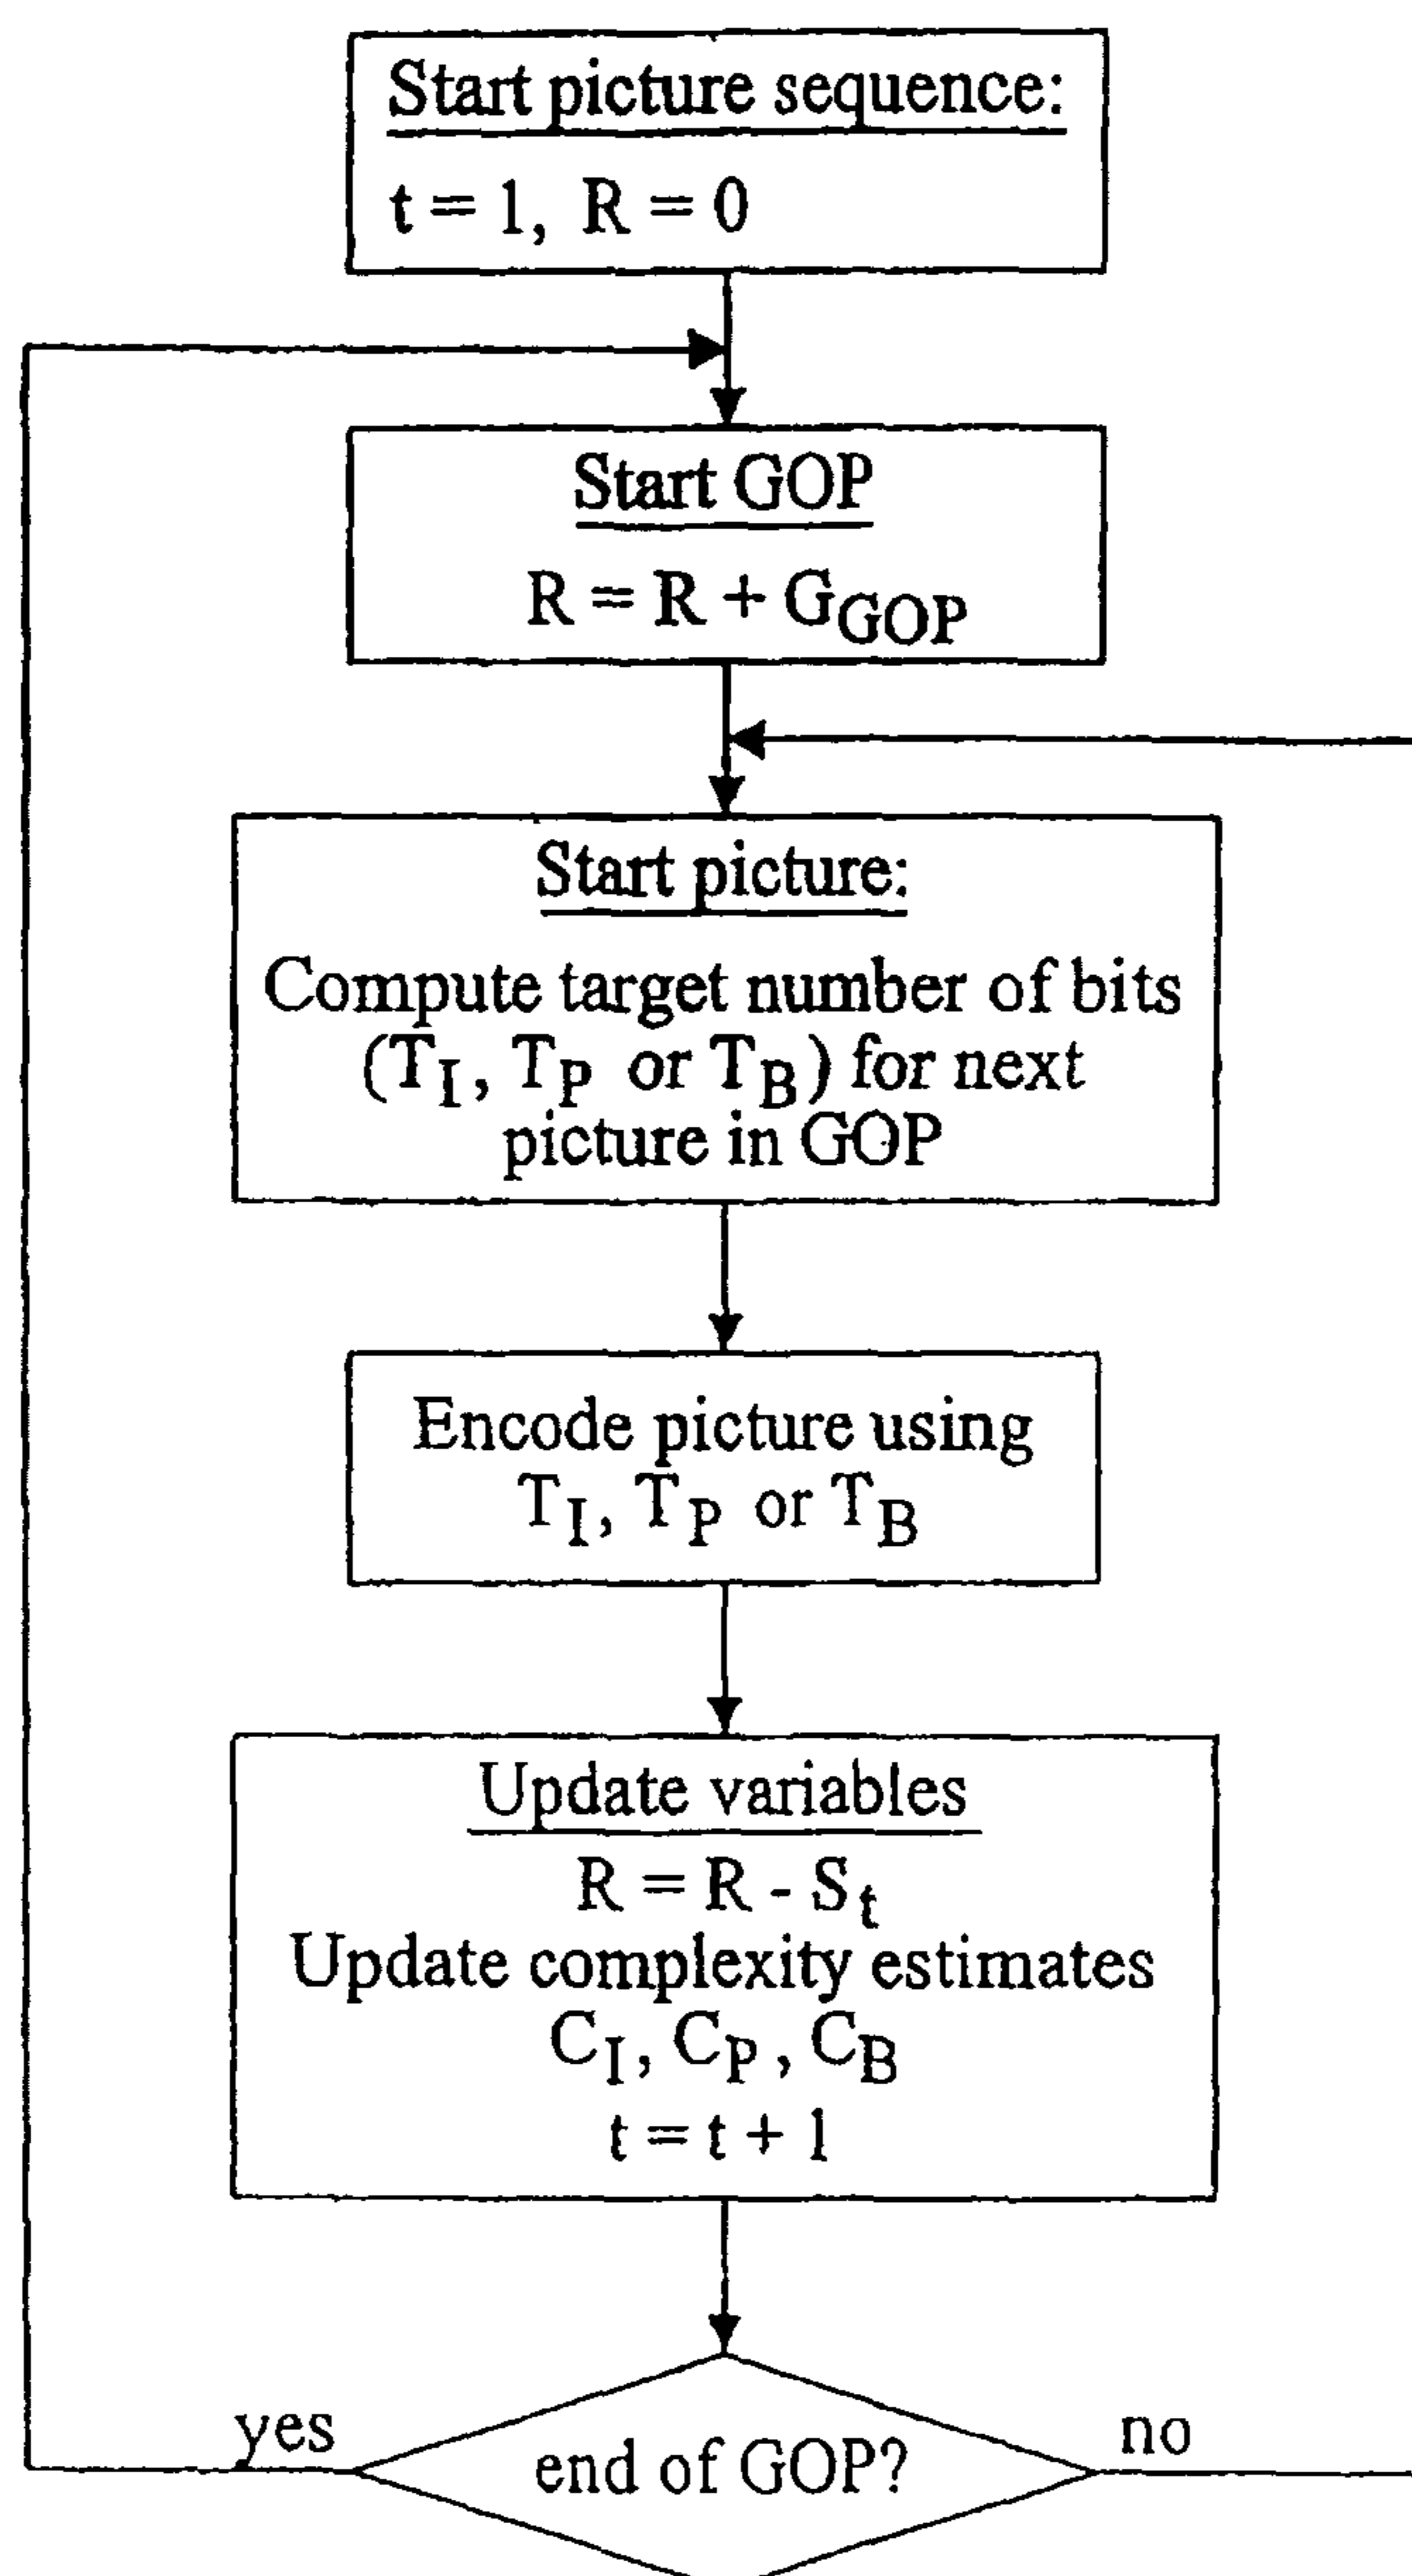 Start picture sequence:
t = 1, R = 0
Start GOP
R = R + G_GOP
Start picture:
Compute target number of bits
(T_I, T_P or T_B) for next
picture in GOP
Encode picture using
T_I, T_P or T_B
Update variables
R = R - S_t
Update complexity estimates
C_I, C_P, C_B
t = t + 1
yes
end of GOP?
no